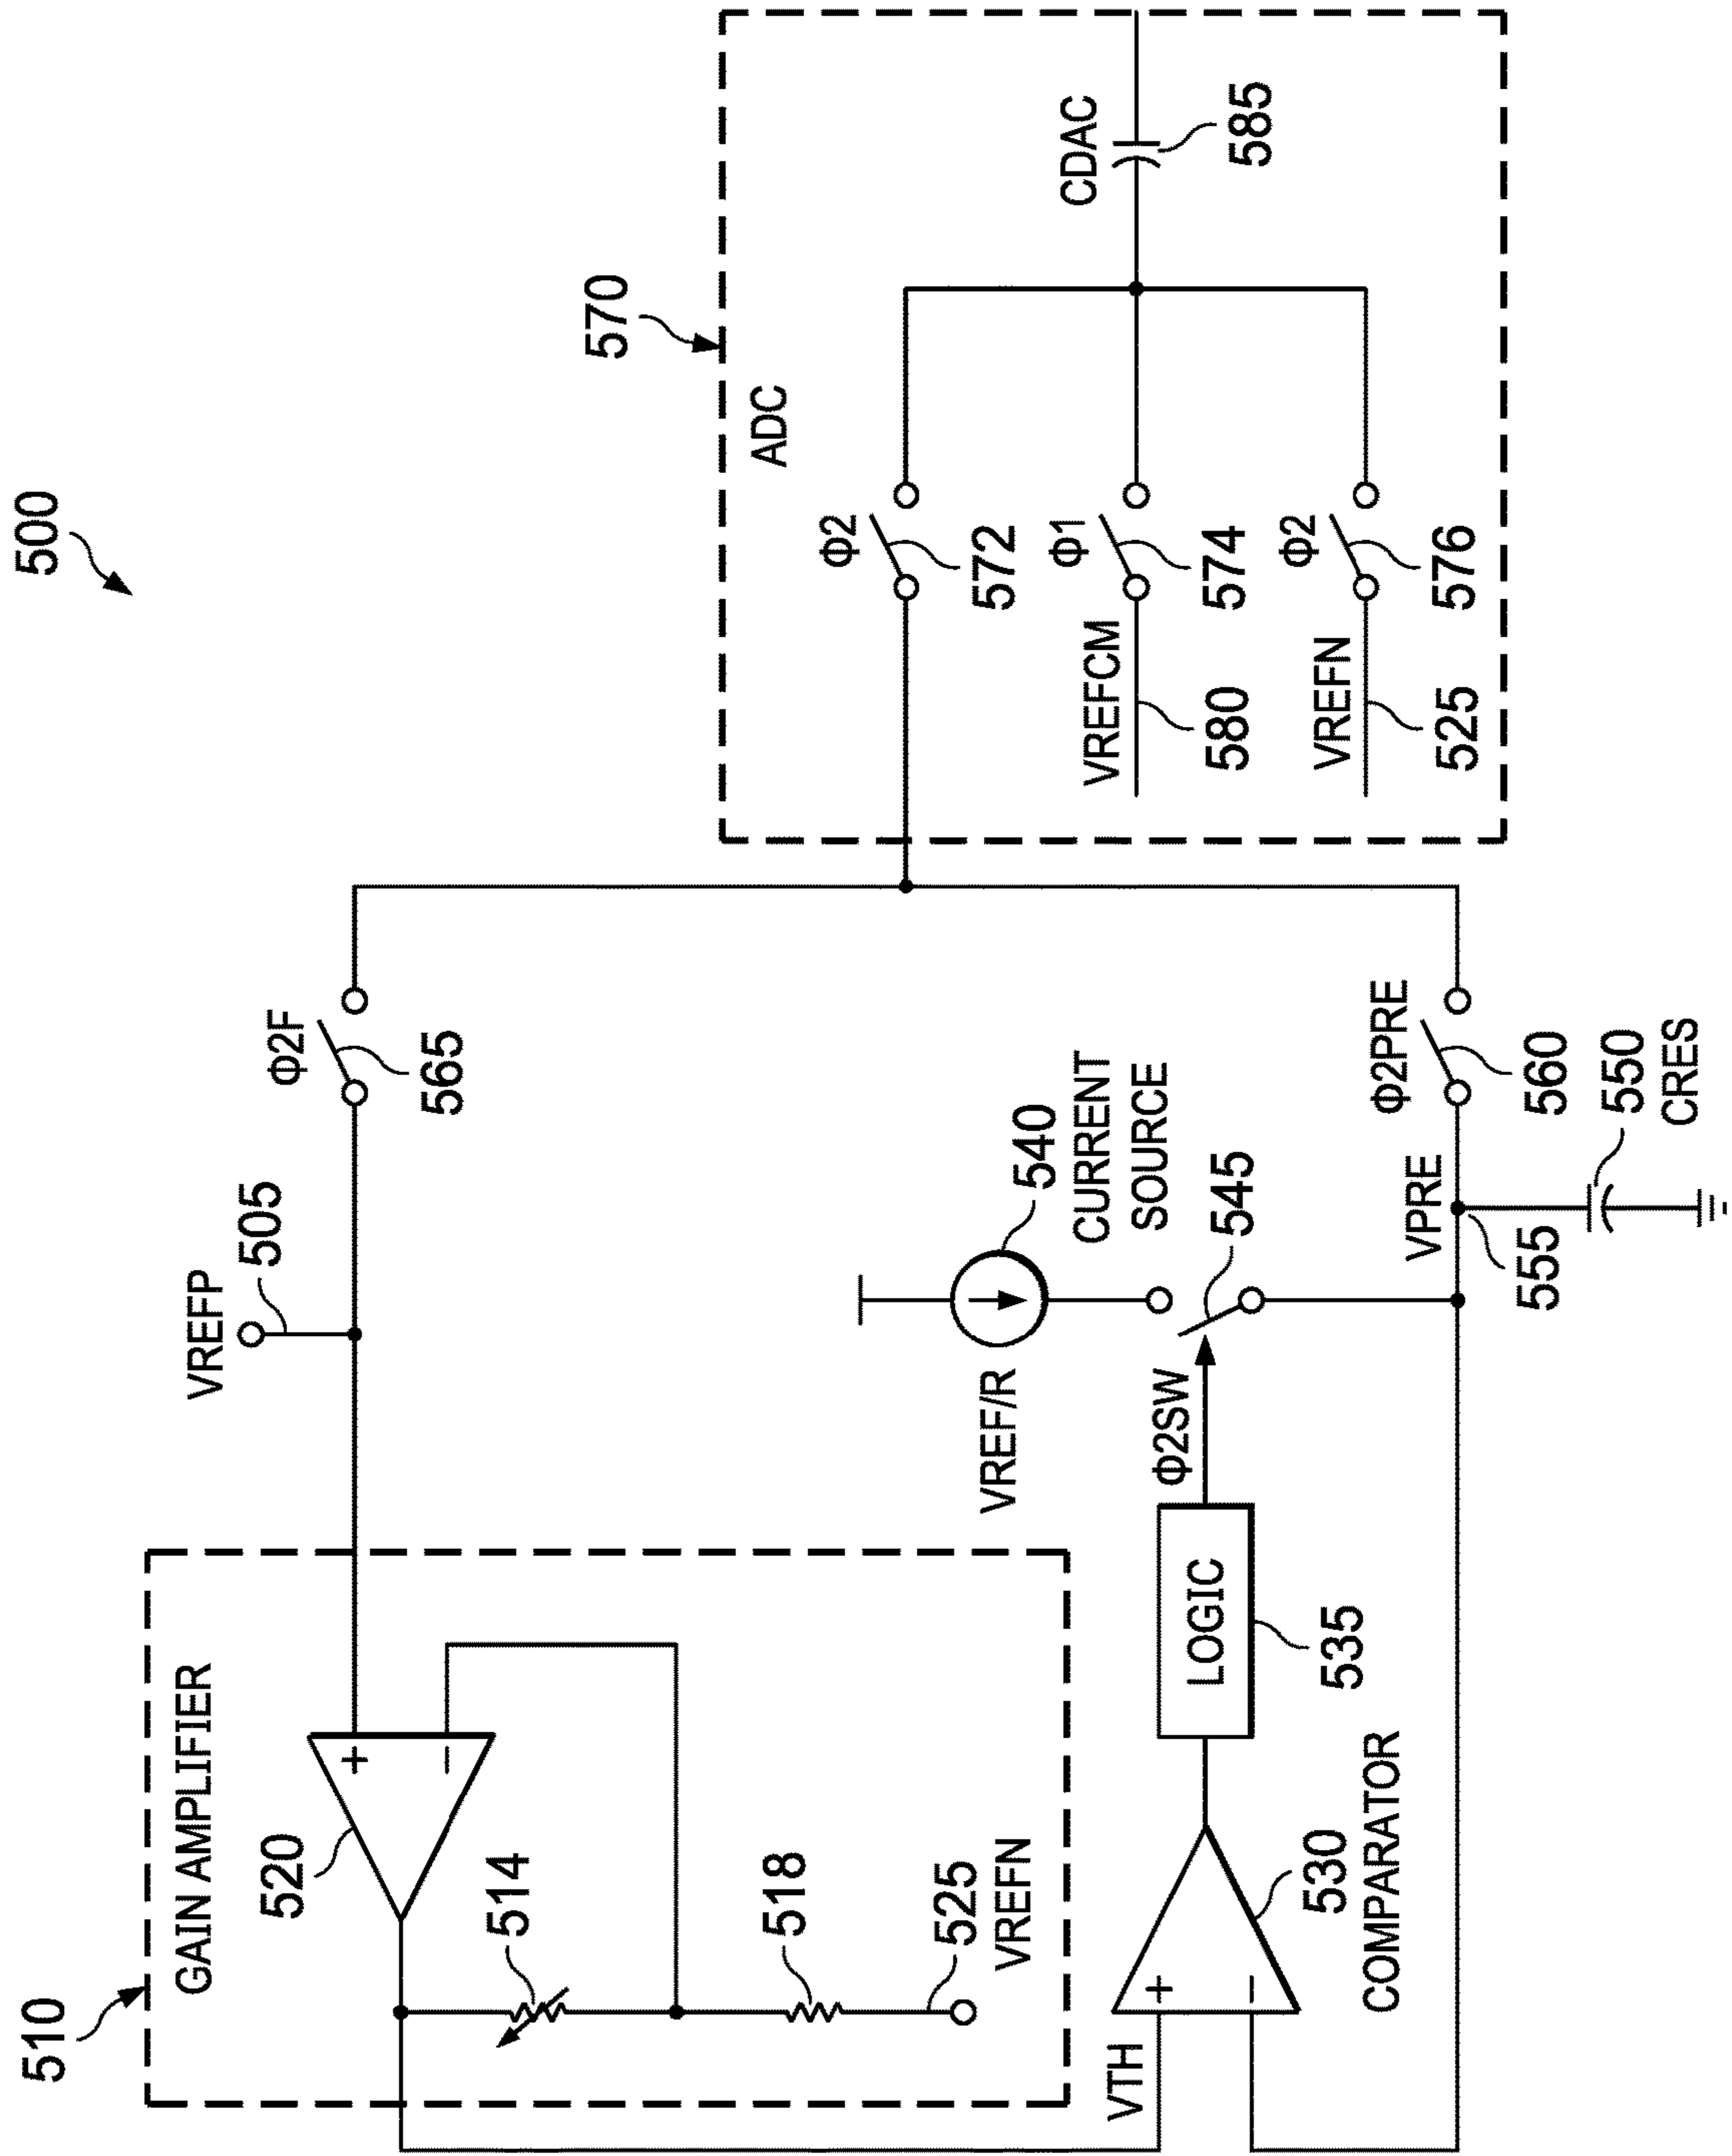 500
510
GAIN AMPLIFIER
520
+
−
514
518
525
VREFN
VREFP
505
Φ2F
565
570
ADC
Φ2
572
VREFCM
580
Φ1
574
VREFN
525
Φ2
576
CDAC
585
VTH
+
−
530
COMPARATOR
LOGIC
535
Φ2SW
VREF/R
540
CURRENT
SOURCE
545
VPRE
555
Φ2PRE
560
550
CRES